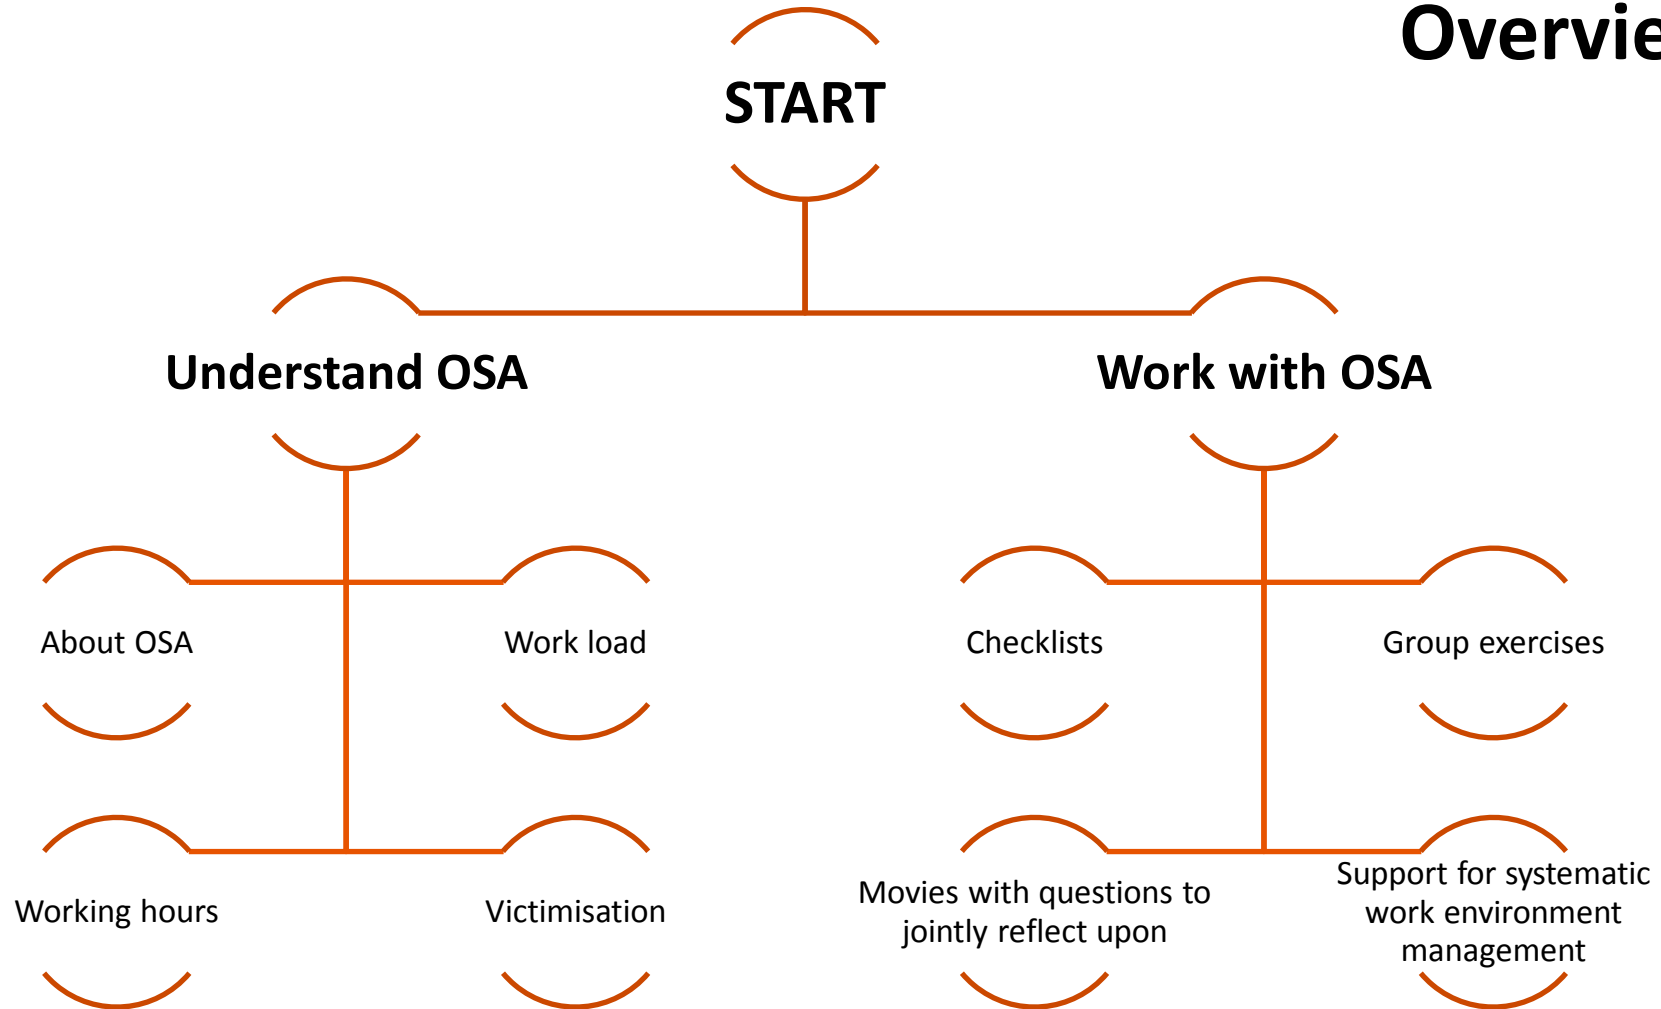 Overvie
START
Understand OSA
Work with OSA
About OSA
Work load
Checklists
Group exercises
Working hours
Victimisation
Movies with questions to
jointly reflect upon
Support for systematic
work environment
management